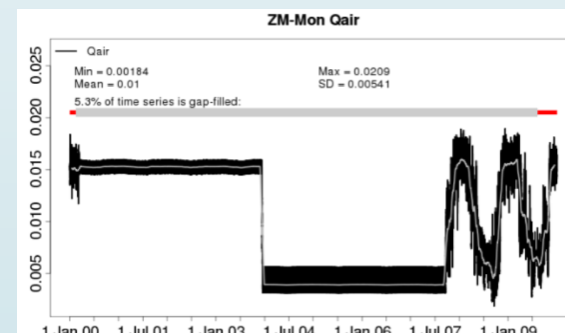 ZM-Mon Qair
Qair
Min = 0.00184
Max = 0.0209
Mean = 0.01
SD = 0.00541
5.3% of time series is gap-filled:
0.025
0.020
0.015
0.010
0.005
1 Jan 00 1 Jul 01 1 Jan 03 1 Jul 04 1 Jan 06 1 Jul 07 1 Jan 09